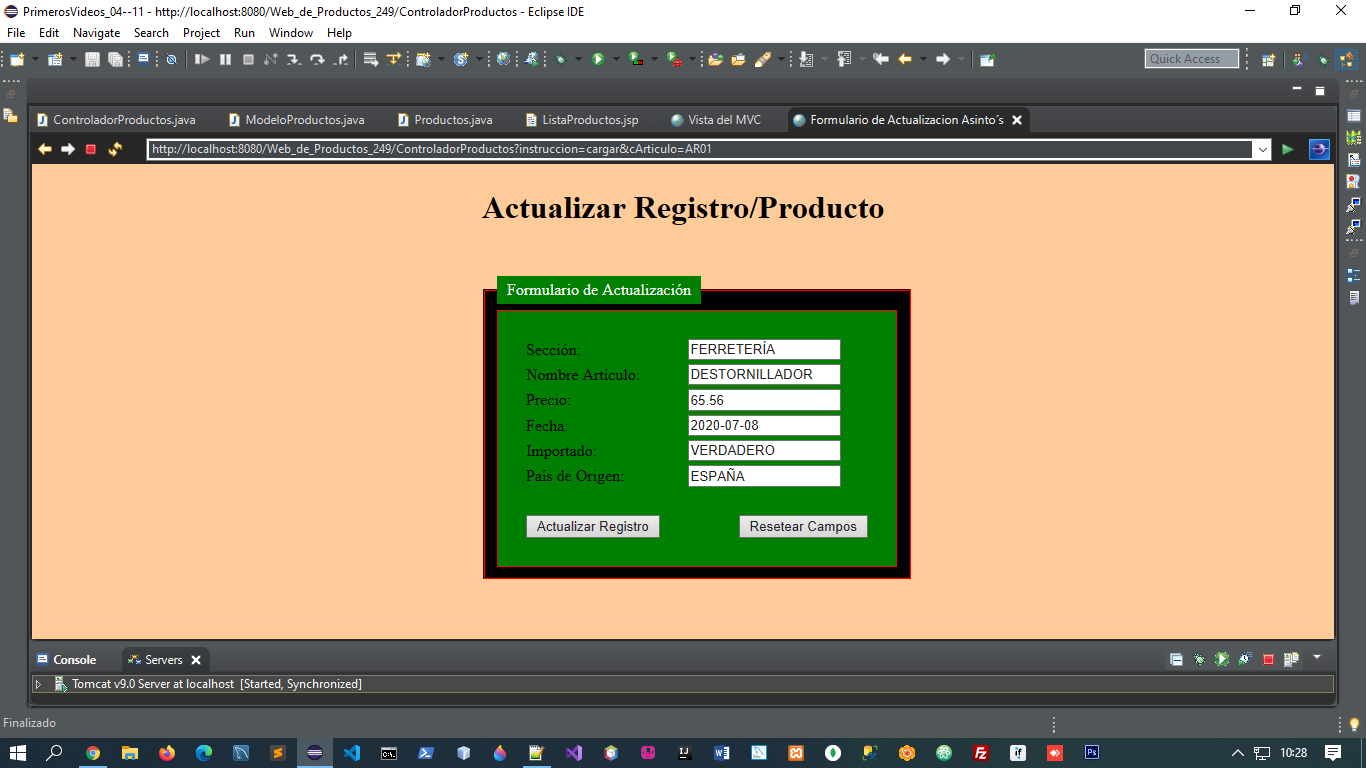 PrimerosVideos_04--11 - http://localhost:8080/Web_de_Productos_249/ControladorProductos - Eclipse IDE
File Edit Navigate Search Project Run Window Help
Quick Access
ControladorProductos.java ModeloProductos.java Productos.java ListaProductos.jsp Vista del MVC Formulario de Actualizacion Asinto´s
http://localhost:8080/Web_de_Productos_249/ControladorProductos?instruccion=cargar&cArticulo=AR01
Actualizar Registro/Producto
Formulario de Actualización
Sección: FERRETERÍA
Nombre Artículo: DESTORNILLADOR
Precio: 65.56
Fecha: 2020-07-08
Importado: VERDADERO
País de Origen: ESPAÑA
Actualizar Registro Resetear Campos
Console Servers
Tomcat v9.0 Server at localhost [Started, Synchronized]
Finalizado
10:28